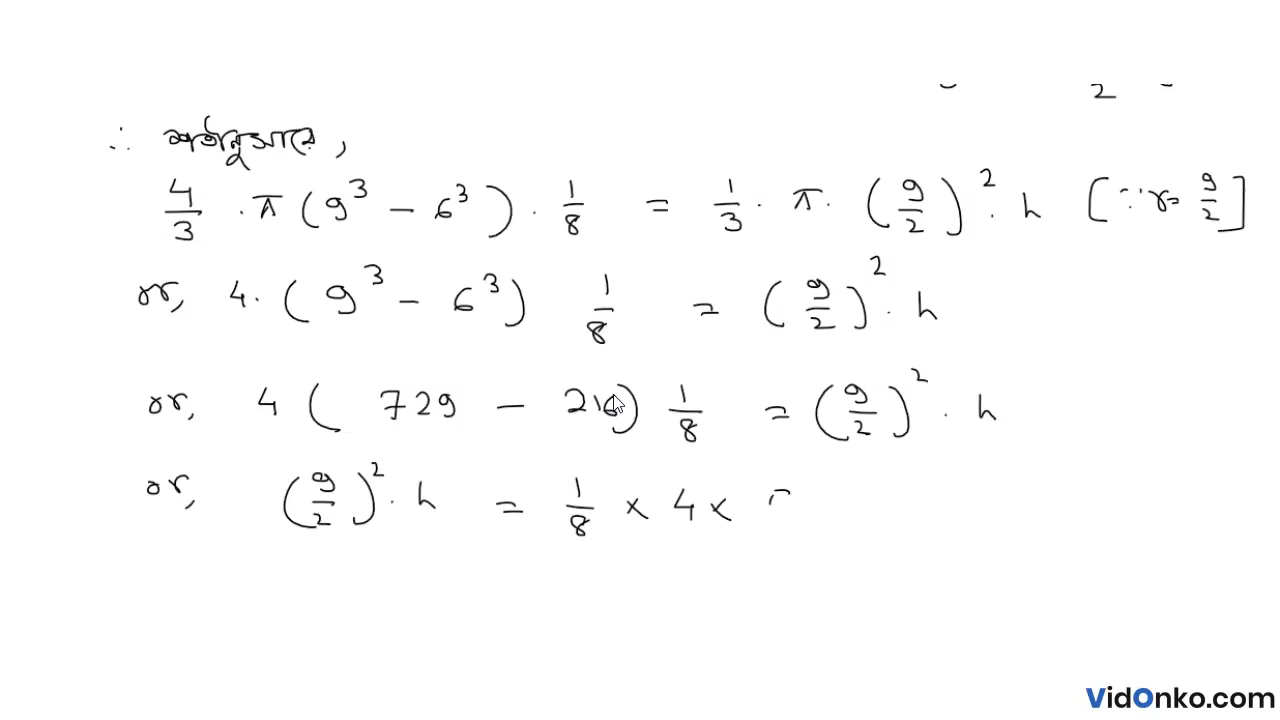 2
∴ শর্তানুসারে,
4/3 · π (9³ − 6³) · 1/8 = 1/3 · π · (9/2)² · h [∵ r = 9/2]
or, 4 · (9³ − 6³) 1/8 = (9/2)² · h
or, 4 (729 − 216) 1/8 = (9/2)² · h
or, (9/2)² · h = 1/8 × 4 ×
VidOnko.com